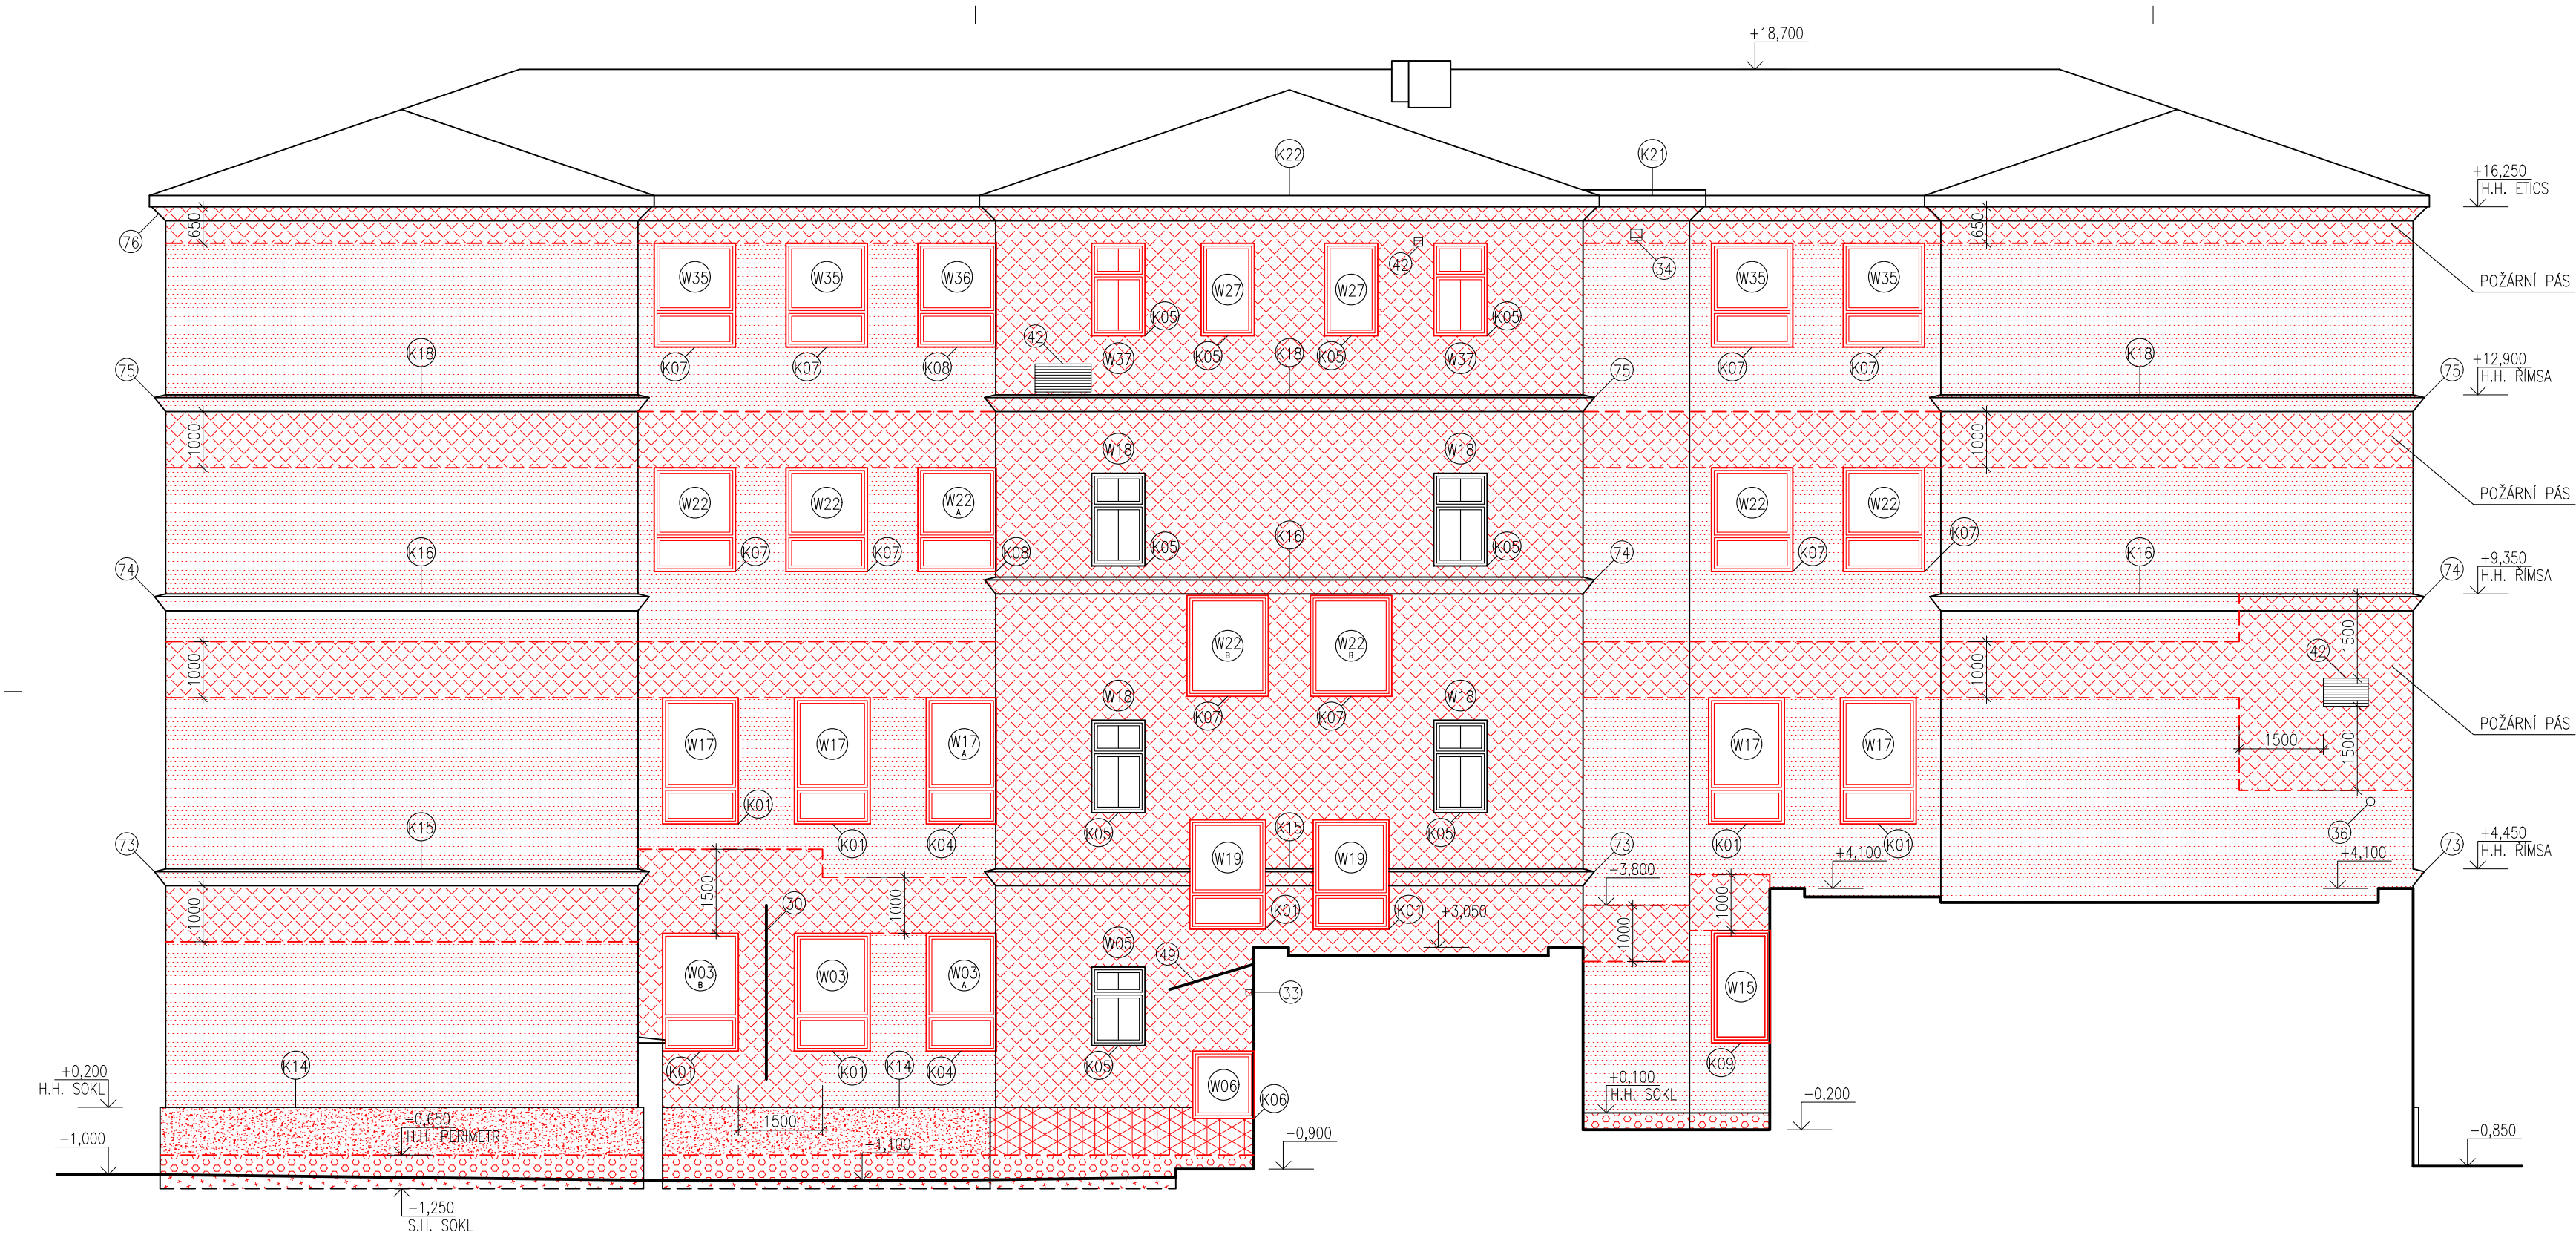 +18,700
K22
K21
+16,250
H.H. ETICS
650
650
76
42
34
POŽÁRNÍ PÁS
W35
W35
W36
W27
W27
W35
W35
K05
K05
42
K18
K07
K07
K08
W37
K05
K18
K05
W37
K07
K07
K18
75
75
75
+12,900
H.H. ŘÍMSA
1000
1000
W18
W18
POŽÁRNÍ PÁS
W22
W22
W22
A
W22
W22
K16
K07
K07
K08
K05
K16
K05
K07
K07
K16
74
74
74
+9,350
H.H. ŘÍMSA
1000
1000
W22
B
W22
B
1500
42
W18
W18
K07
K07
POŽÁRNÍ PÁS
W17
W17
W17
A
W17
W17
1500
1500
K01
K15
K01
K04
K05
K15
K05
K01
K01
36
73
73
73
+4,450
H.H. ŘÍMSA
W19
W19
+4,100
+4,100
−3,800
1000
1500
30
1000
K01
K01
+3,050
1000
1000
W05
49
W03
B
W03
W03
A
33
W15
K14
K01
K01
K14
K04
K05
W06
K06
K09
+0,200
H.H. SOKL
+0,100
H.H. SOKL
−0,200
−0,650
H.H. PERIMETR
1500
−1,000
−1,100
−0,900
−0,850
−1,250
S.H. SOKL